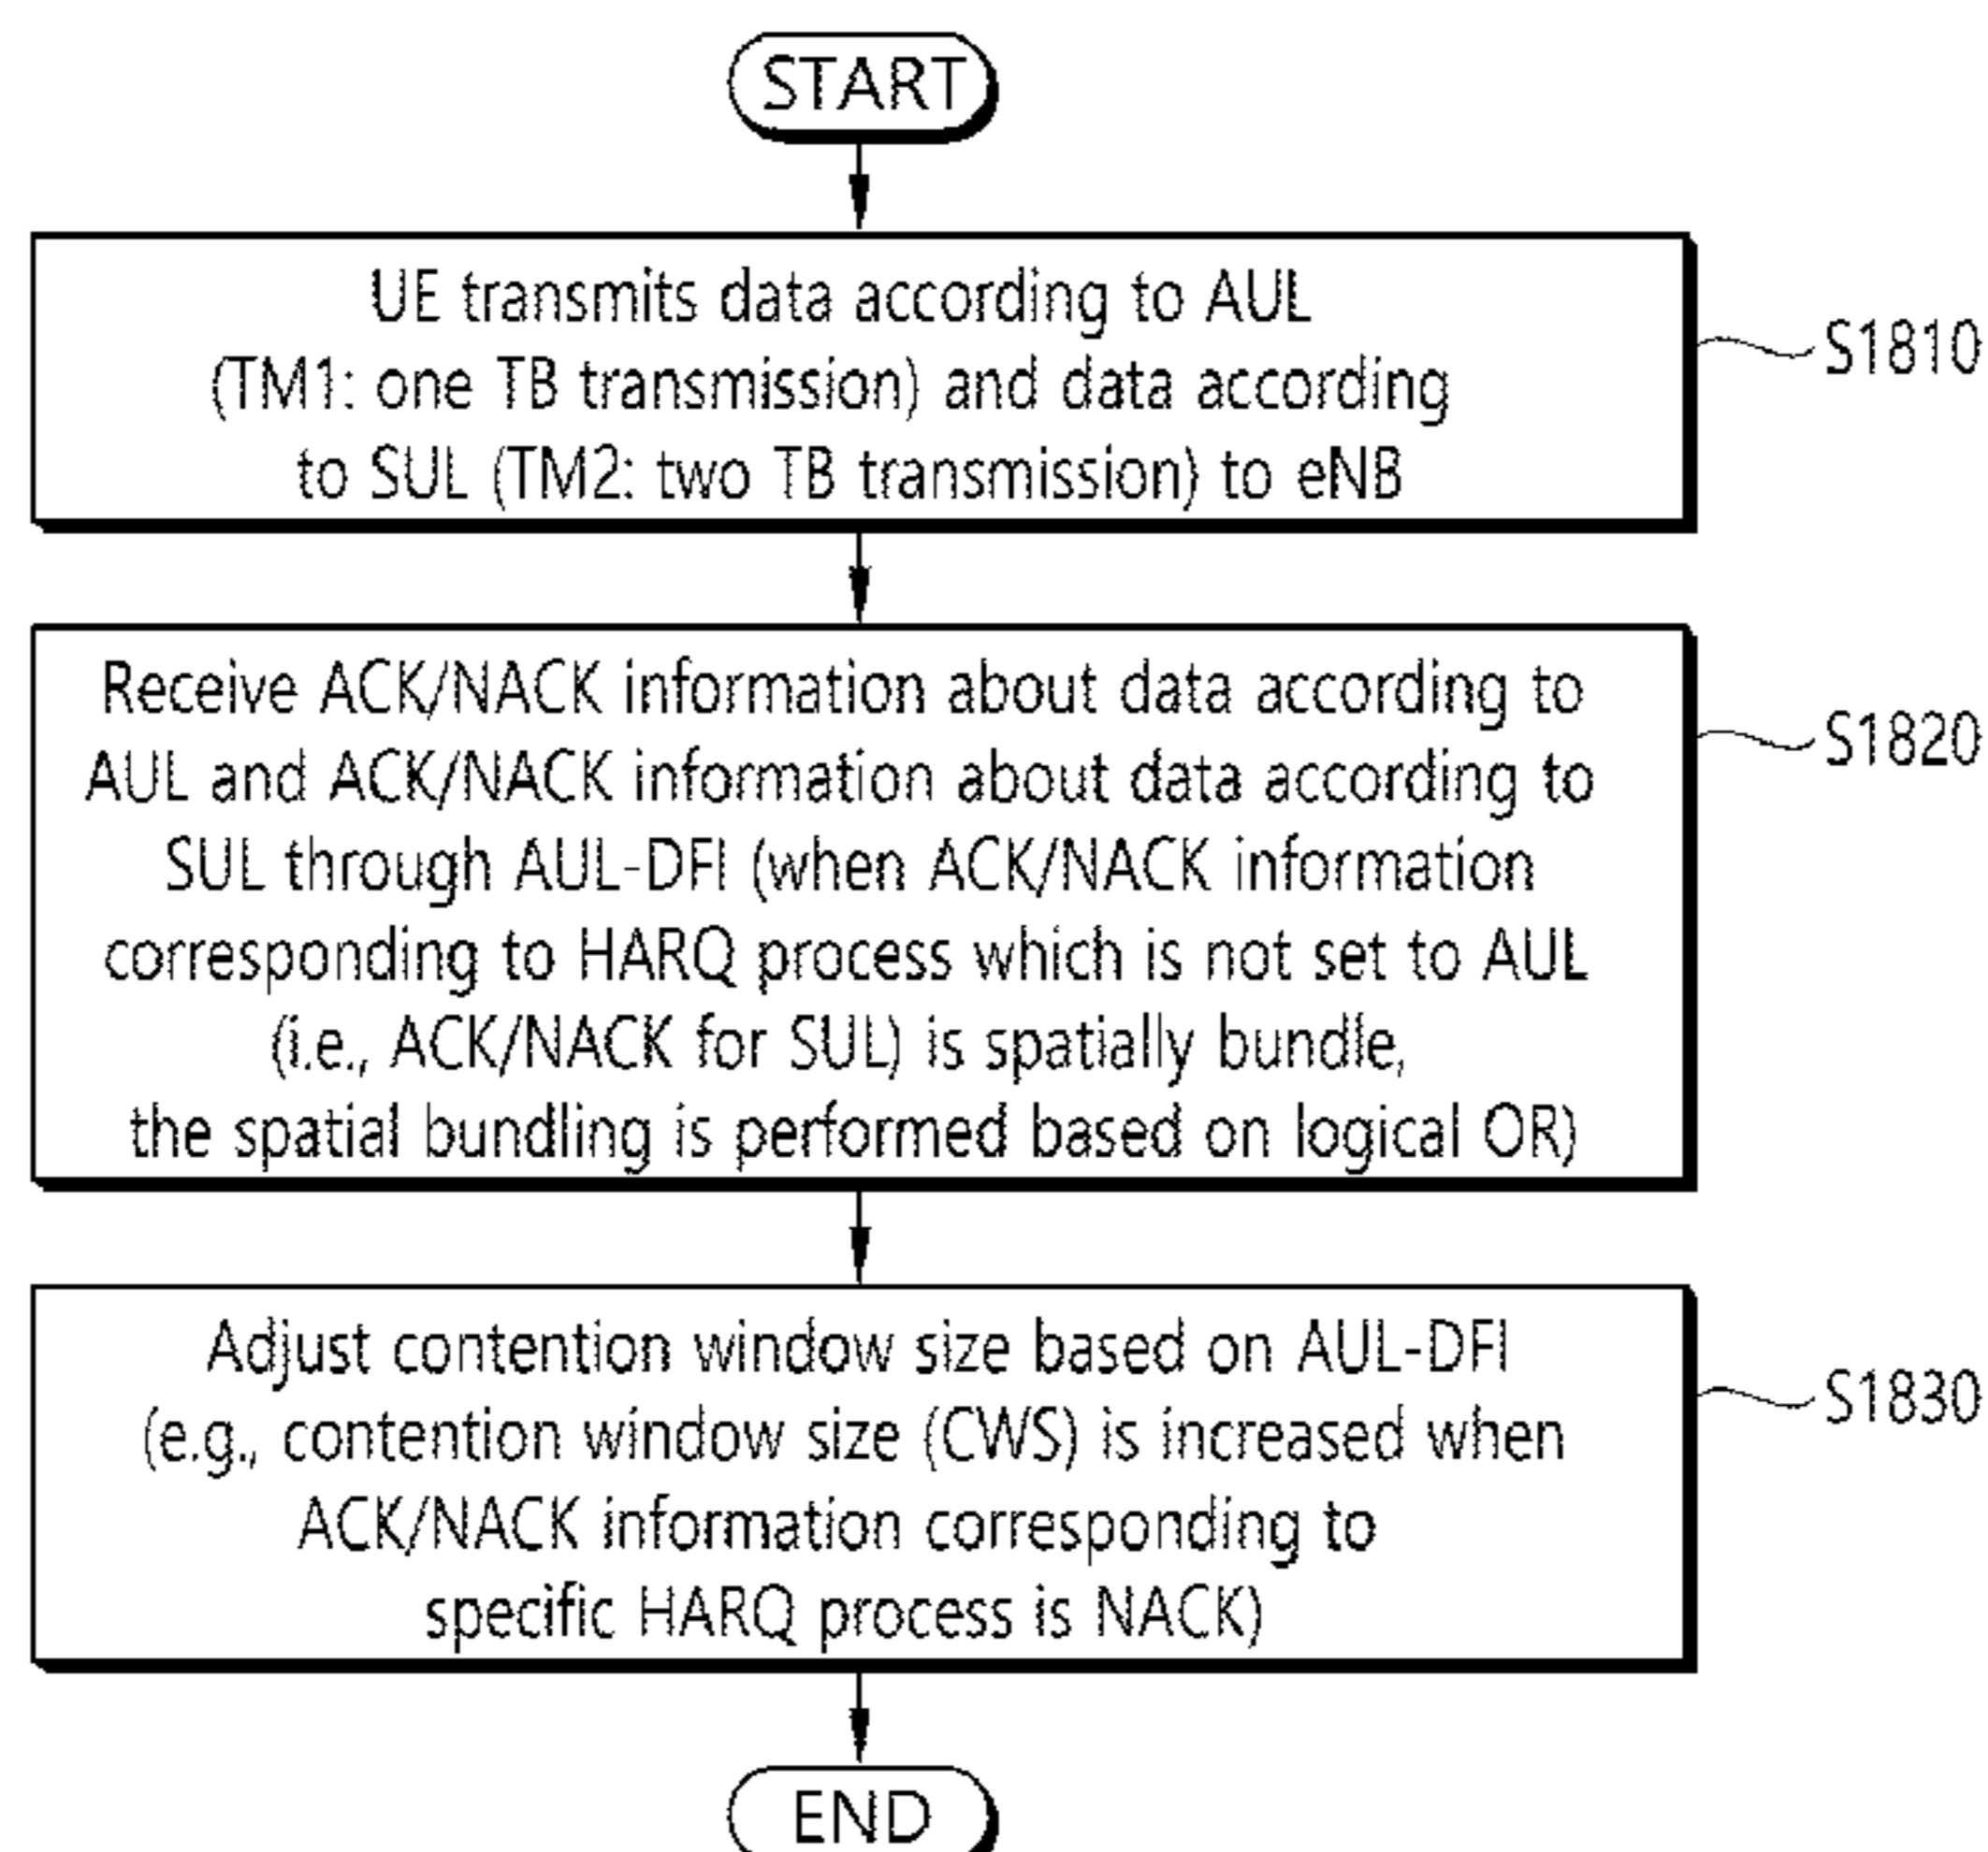 START
UE transmits data according to AUL
(TM1: one TB transmission) and data according
to SUL (TM2: two TB transmission) to eNB
S1810
Receive ACK/NACK information about data according to
AUL and ACK/NACK information about data according to
SUL through AUL-DFI (when ACK/NACK information
corresponding to HARQ process which is not set to AUL
(i.e., ACK/NACK for SUL) is spatially bundle,
the spatial bundling is performed based on logical OR)
S1820
Adjust contention window size based on AUL-DFI
(e.g., contention window size (CWS) is increased when
ACK/NACK information corresponding to
specific HARQ process is NACK)
S1830
END